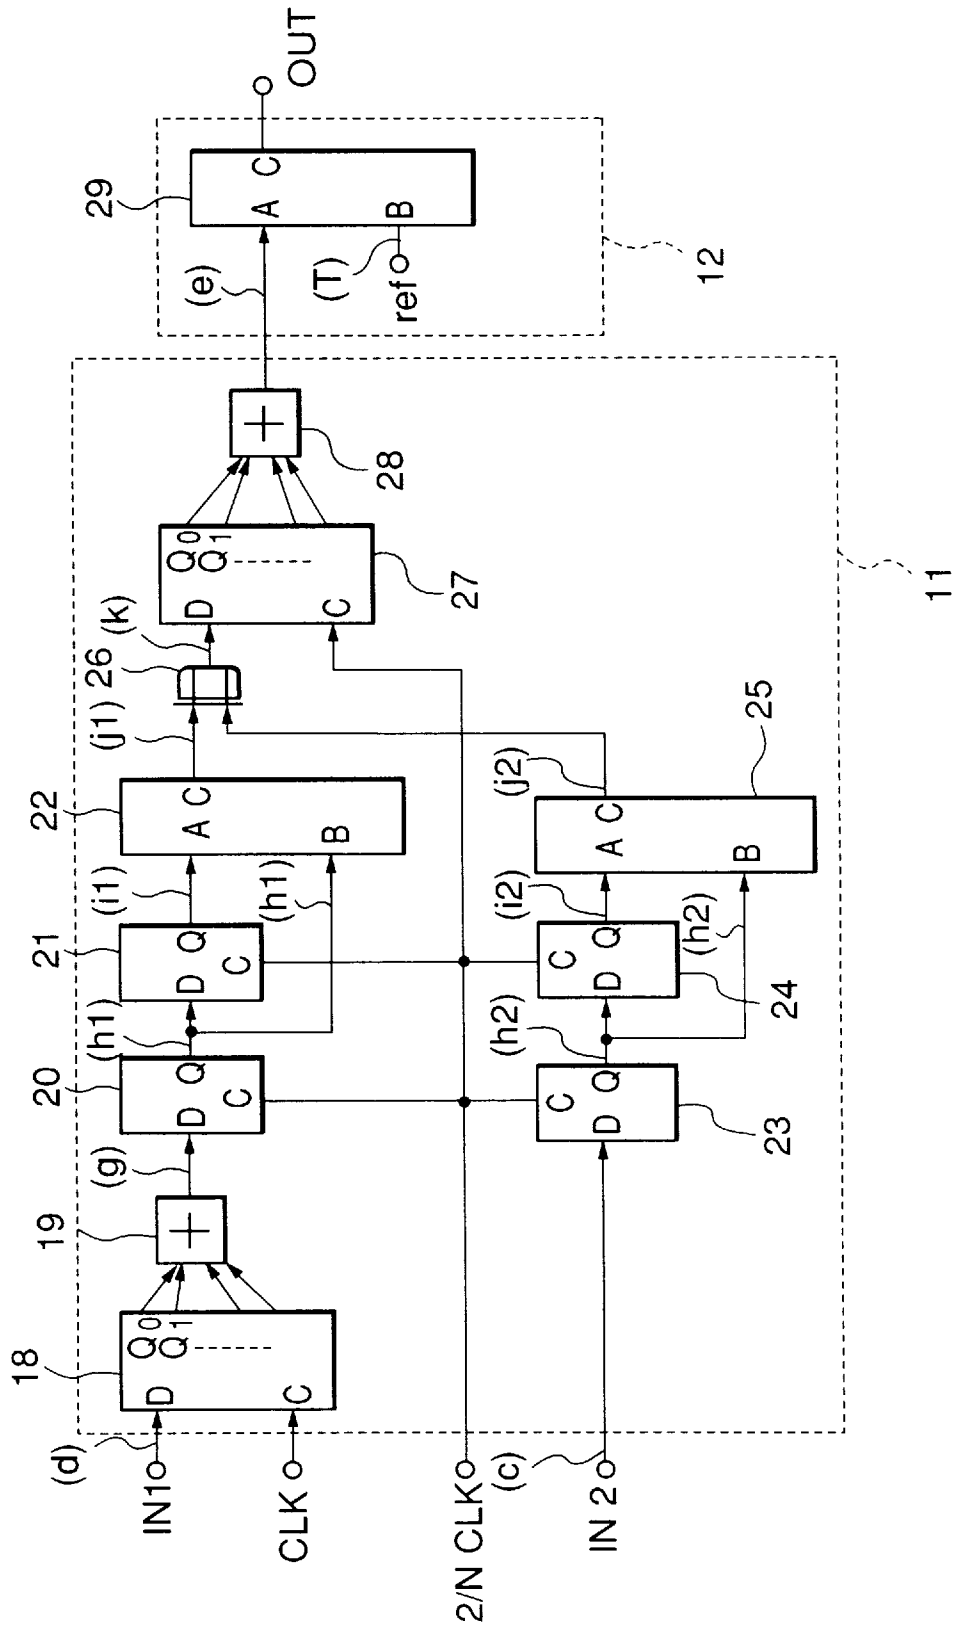 IN1
(d)
CLK
2/N CLK
IN 2
(c)
18
D
C
Q0
Q1
19
(g)
20
D
Q
C
(h1)
21
D
Q
C
(i1)
(h1)
22
A
C
B
(j1)
26
(k)
27
D
C
Q0
Q1
28
(e)
29
A
C
B
(T)
ref
OUT
12
23
C
D
Q
(h2)
24
C
D
Q
(i2)
(h2)
25
A
C
B
(j2)
11